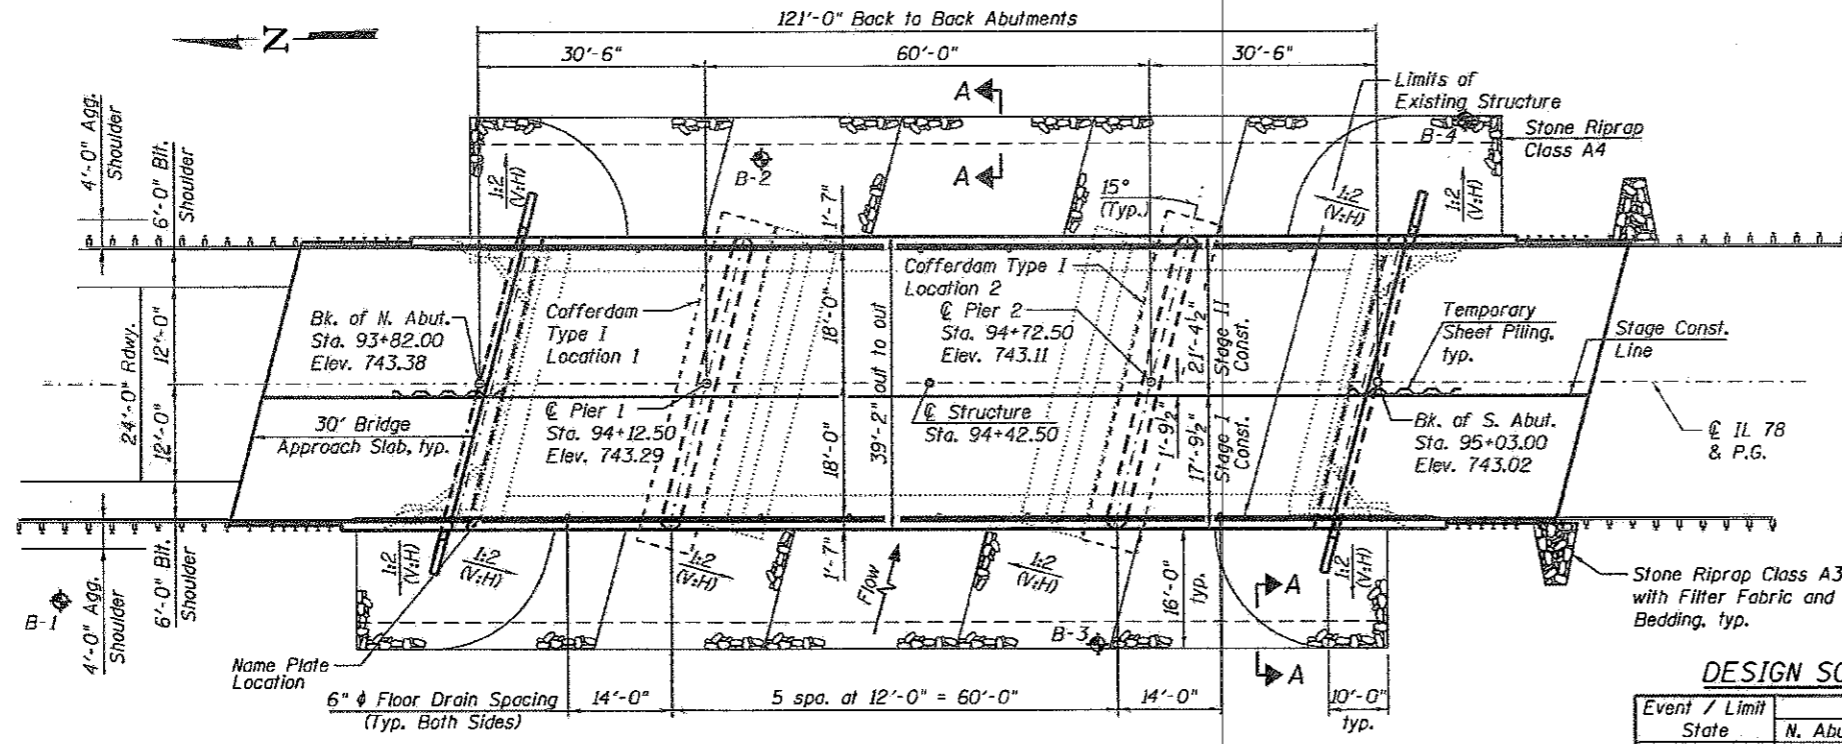 121'-0" Back to Back Abutments
Z
30'-6"
60'-0"
30'-6"
A
A
Limits of
Existing Structure
B-4
Stone Riprap
Class A4
4'-0" Agg.
Shoulder
6'-0" Bit.
Shoulder
1:2
(V:H)
B-2
1'-7"
15°
(Typ.)
1:2
(V:H)
1:2
(V:H)
24'-0" Rdwy.
12'-0"
12'-0"
Bk. of N. Abut.
Sta. 93+82.00
Elev. 743.38
Cofferdam
Type I
Location 1
18'-0"
Cofferdam Type I
Location 2
℄ Pier 2
Sta. 94+72.50
Elev. 743.11
21'-4½"
Stage II
Const.
Temporary
Sheet Piling,
typ.
Stage Const.
Line
30' Bridge
Approach Slab, typ.
℄ Pier 1
Sta. 94+12.50
Elev. 743.29
18'-0"
39'-2" out to out
℄ Structure
Sta. 94+42.50
1'-9½"
17'-9½"
Stage I
Const.
Bk. of S. Abut.
Sta. 95+03.00
Elev. 743.02
℄ IL 78
& P.G.
B-1
4'-0" Agg.
Shoulder
6'-0" Bit.
Shoulder
1:2
(V:H)
1:2
(V:H)
1:2
(V:H)
1'-7"
Flow
1:2
(V:H)
B-3
16'-0"
typ.
A
A
1:2
(V:H)
Stone Riprap Class A3
with Filter Fabric and
Bedding, typ.
Name Plate
Location
6" ϕ Floor Drain Spacing
(Typ. Both Sides)
14'-0"
5 spa. at 12'-0" = 60'-0"
14'-0"
10'-0"
typ.
DESIGN SC
Event / Limit
State
N. Abu